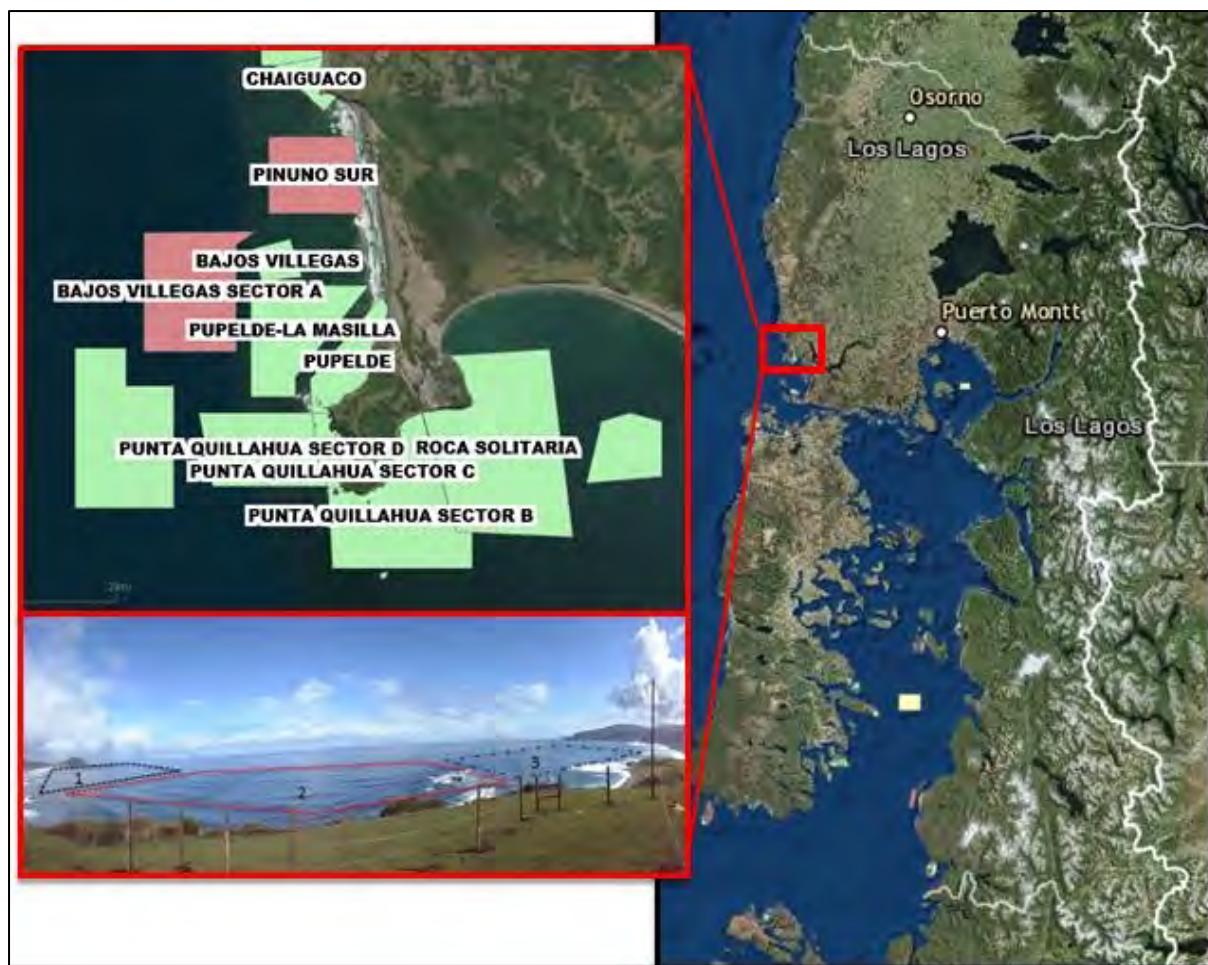 CHAIGUACO
PINUNO SUR
BAJOS VILLEGAS
BAJOS VILLEGAS SECTOR A
PUPELDE-LA MASILLA
PUPELDE
PUNTA QUILLAHUA SECTOR D
ROCA SOLITARIA
PUNTA QUILLAHUA SECTOR C
PUNTA QUILLAHUA SECTOR B
1
2
3
Osorno
Los Lagos
Puerto Montt
Los Lagos